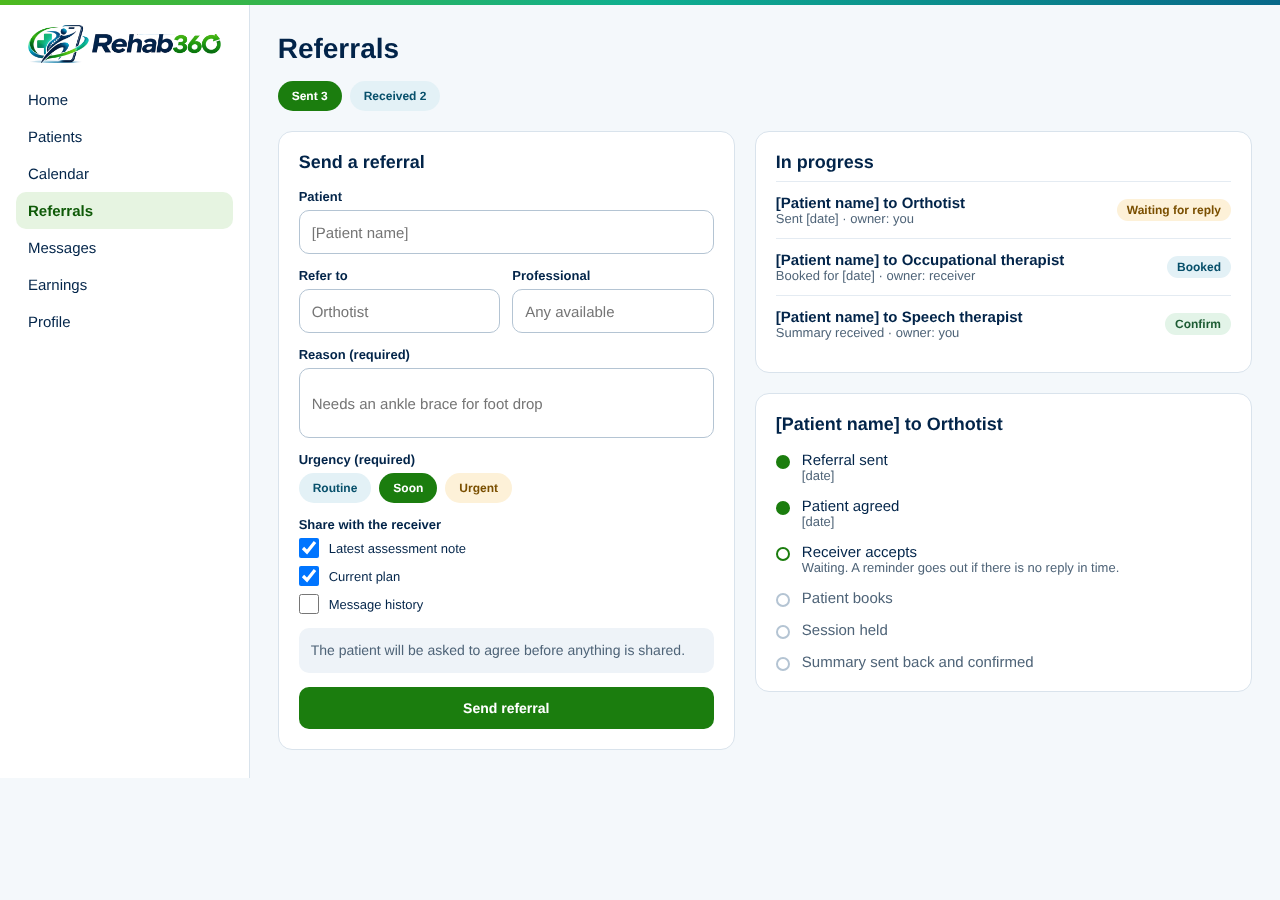 Rehab360
Home
Patients
Calendar
Referrals
Messages
Earnings
Profile
Referrals
Sent 3
Received 2
Send a referral
Patient
[Patient name]
Refer to
Professional
Orthotist
Any available
Reason (required)
Needs an ankle brace for foot drop
Urgency (required)
Routine
Soon
Urgent
Share with the receiver
Latest assessment note
Current plan
Message history
The patient will be asked to agree before anything is shared.
Send referral
In progress
[Patient name] to Orthotist
Sent [date] · owner: you
Waiting for reply
[Patient name] to Occupational therapist
Booked for [date] · owner: receiver
Booked
[Patient name] to Speech therapist
Summary received · owner: you
Confirm
[Patient name] to Orthotist
Referral sent
[date]
Patient agreed
[date]
Receiver accepts
Waiting. A reminder goes out if there is no reply in time.
Patient books
Session held
Summary sent back and confirmed